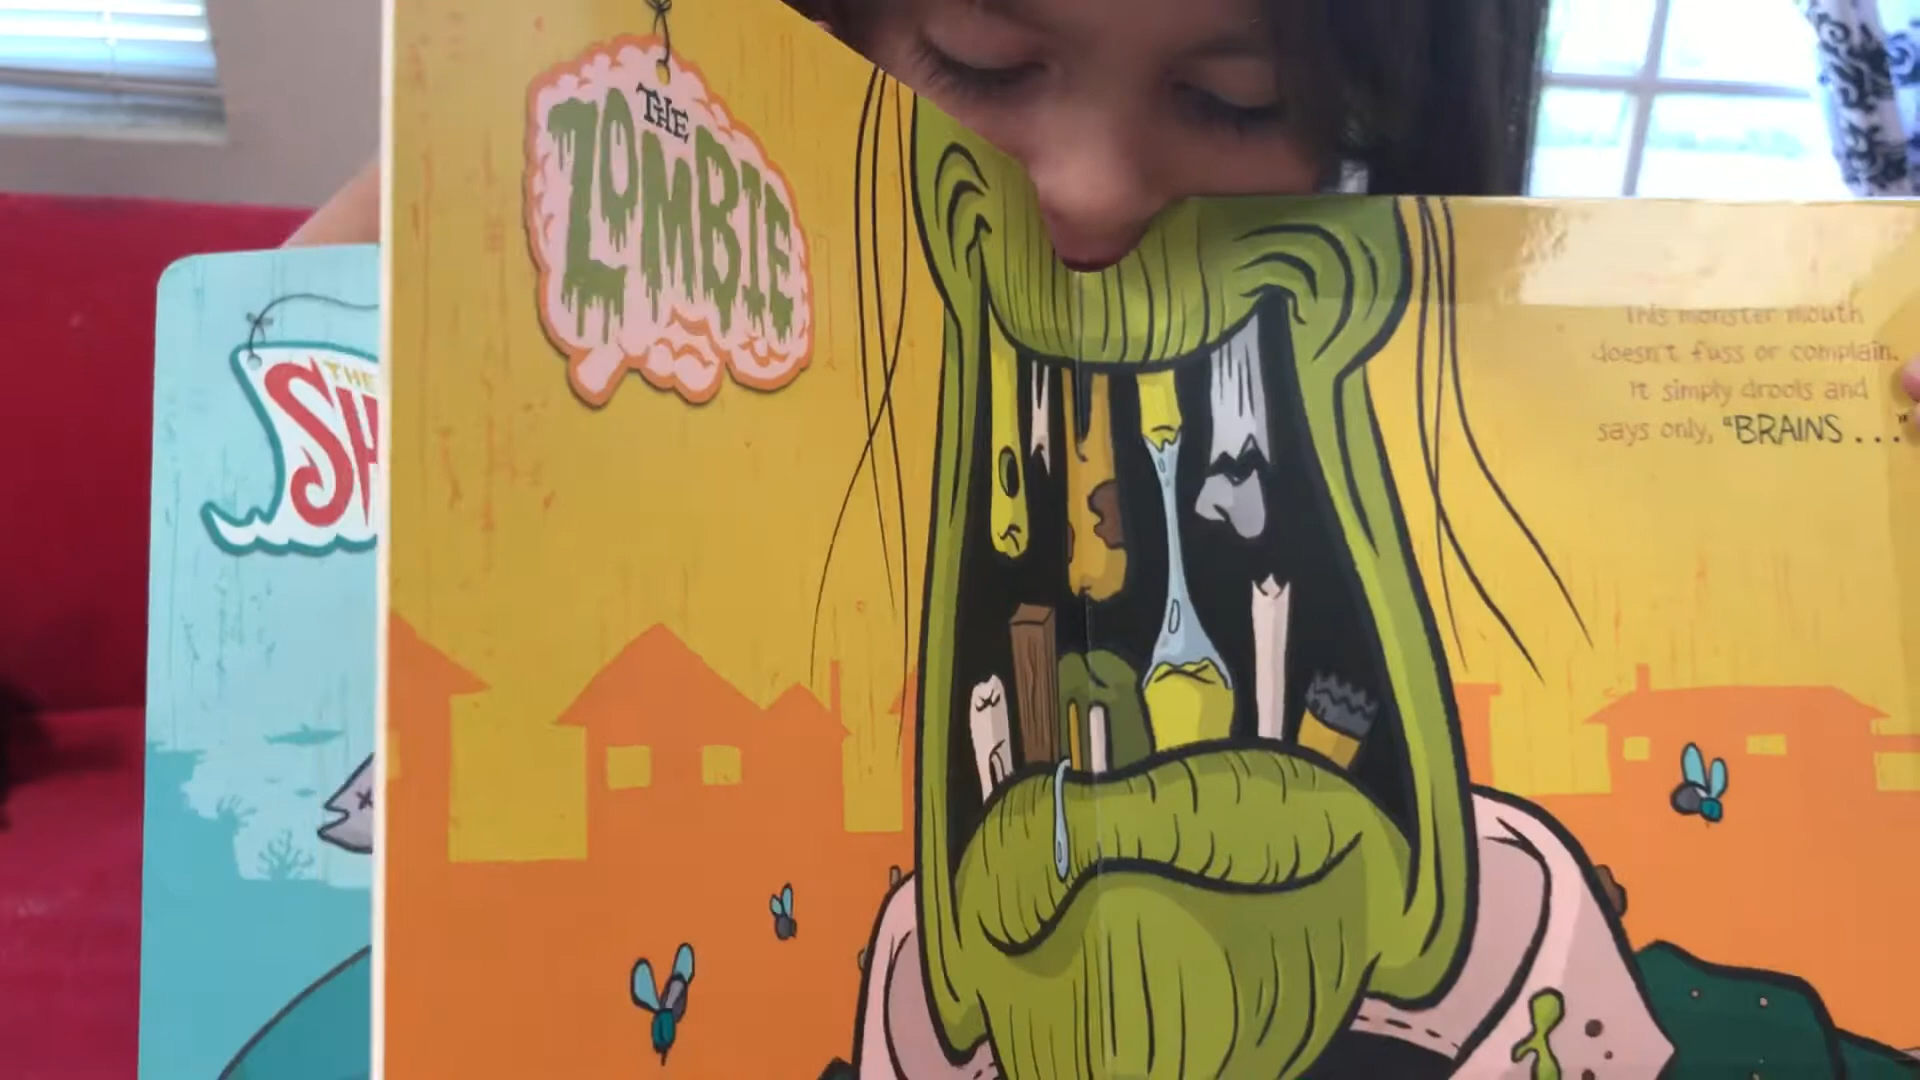 THE
ZOMBIE
THE
SH
This monster mouth
doesn't fuss or complain.
It simply drools and
says only, "BRAINS . . ."